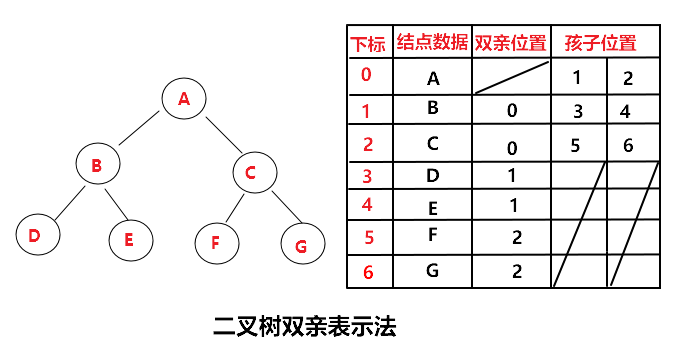 A
B
C
D
E
F
G
下标 结点数据 双亲位置 孩子位置
0 A 1 2
1 B 0 3 4
2 C 0 5 6
3 D 1
4 E 1
5 F 2
6 G 2
二叉树双亲表示法